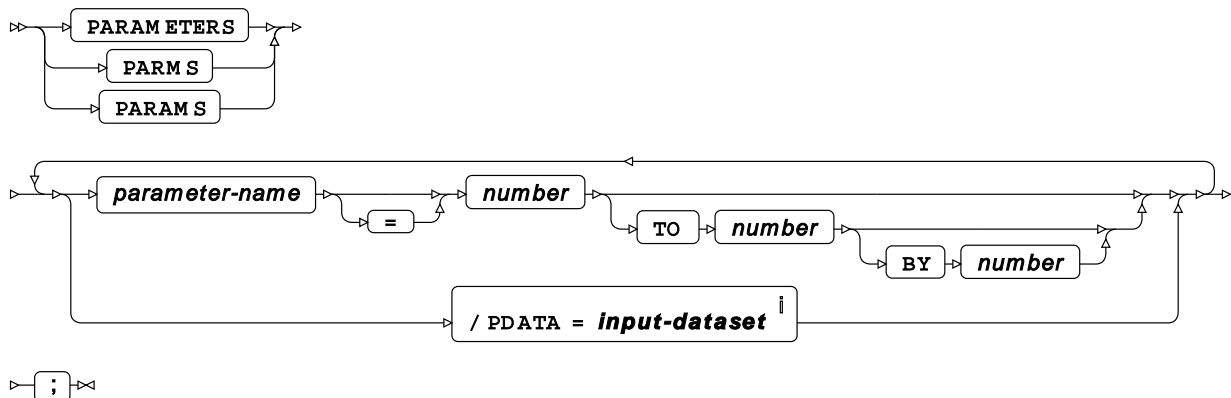 PARAMETERS
PARMS
PARAMS
parameter-name = number TO number BY number
/ PDATA = input-dataset i
;